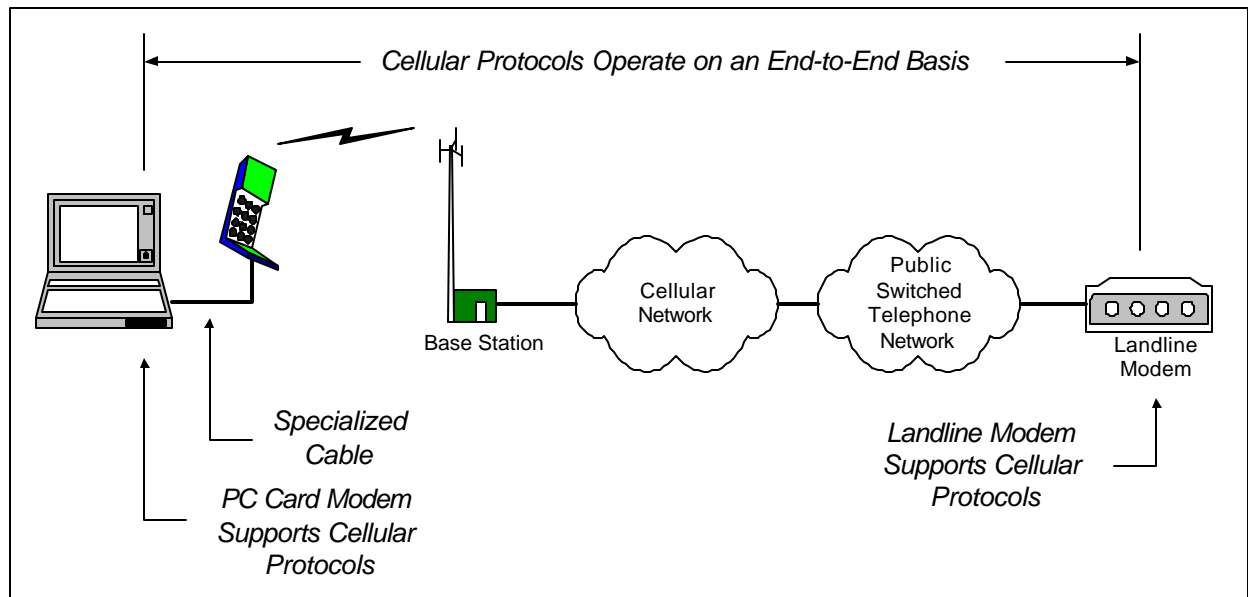 Cellular Protocols Operate on an End-to-End Basis
Cellular
Network
Public
Switched
Telephone
Network
Base Station
Landline
Modem
Specialized
Cable
PC Card Modem
Supports Cellular
Protocols
Landline Modem
Supports Cellular
Protocols